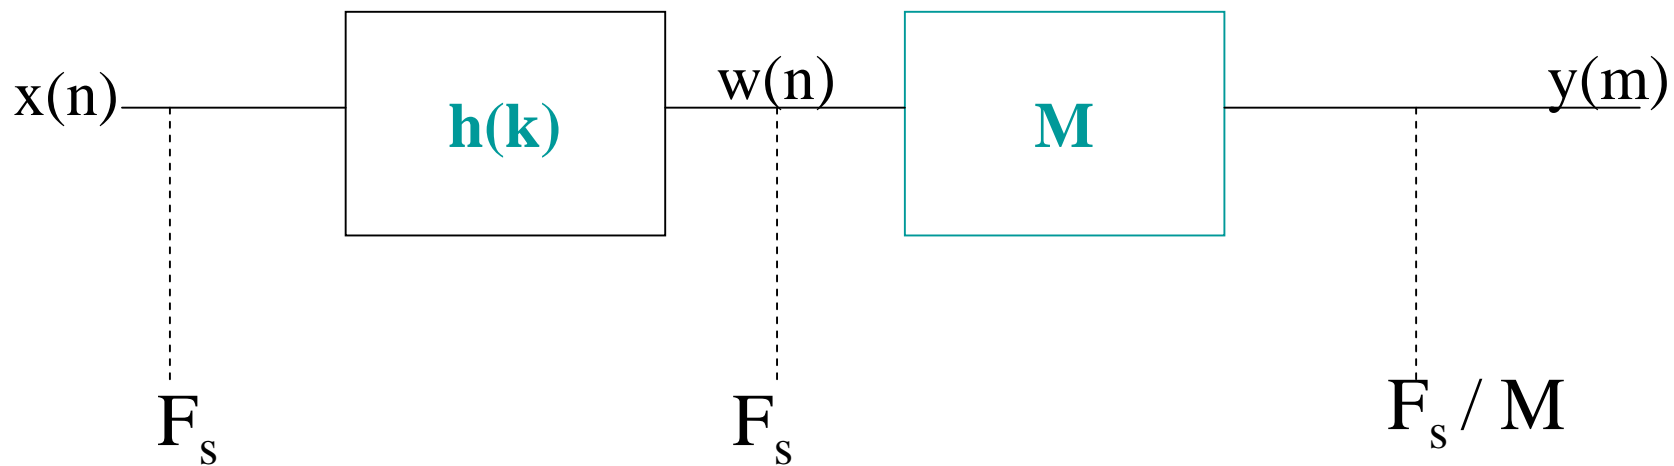 x(n)
h(k)
w(n)
M
y(m)
Fs
Fs
Fs / M